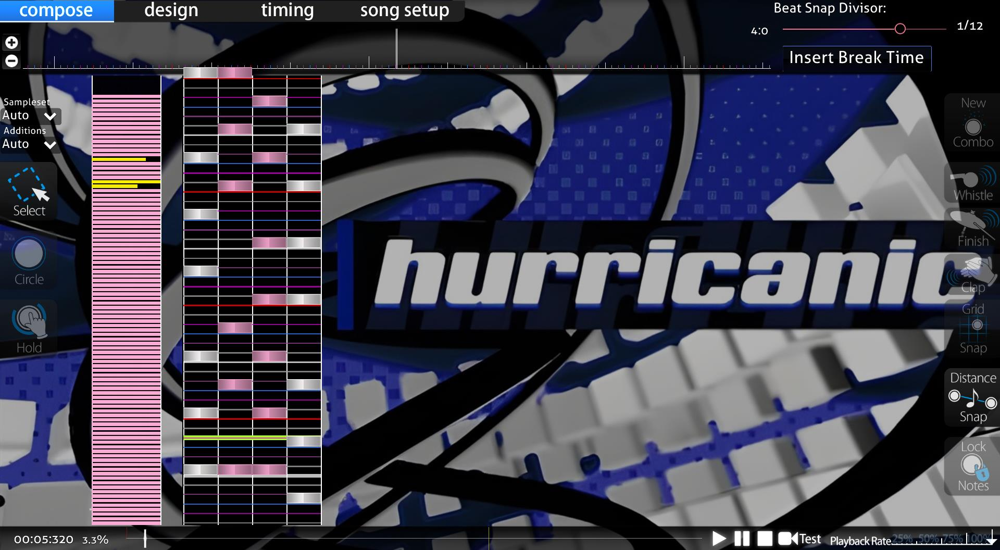 compose design timing song setup
Beat Snap Divisor:
4:0 1/12
Insert Break Time
Sampleset
Auto
Additions
Auto
Select
Circle
Hold
hurricanic
New
Combo
Whistle
Finish
Clap
Grid
Snap
Distance
Snap
Lock
Notes
00:05:320 3.3% Test Playback Rate 25% 50% 75% 100%